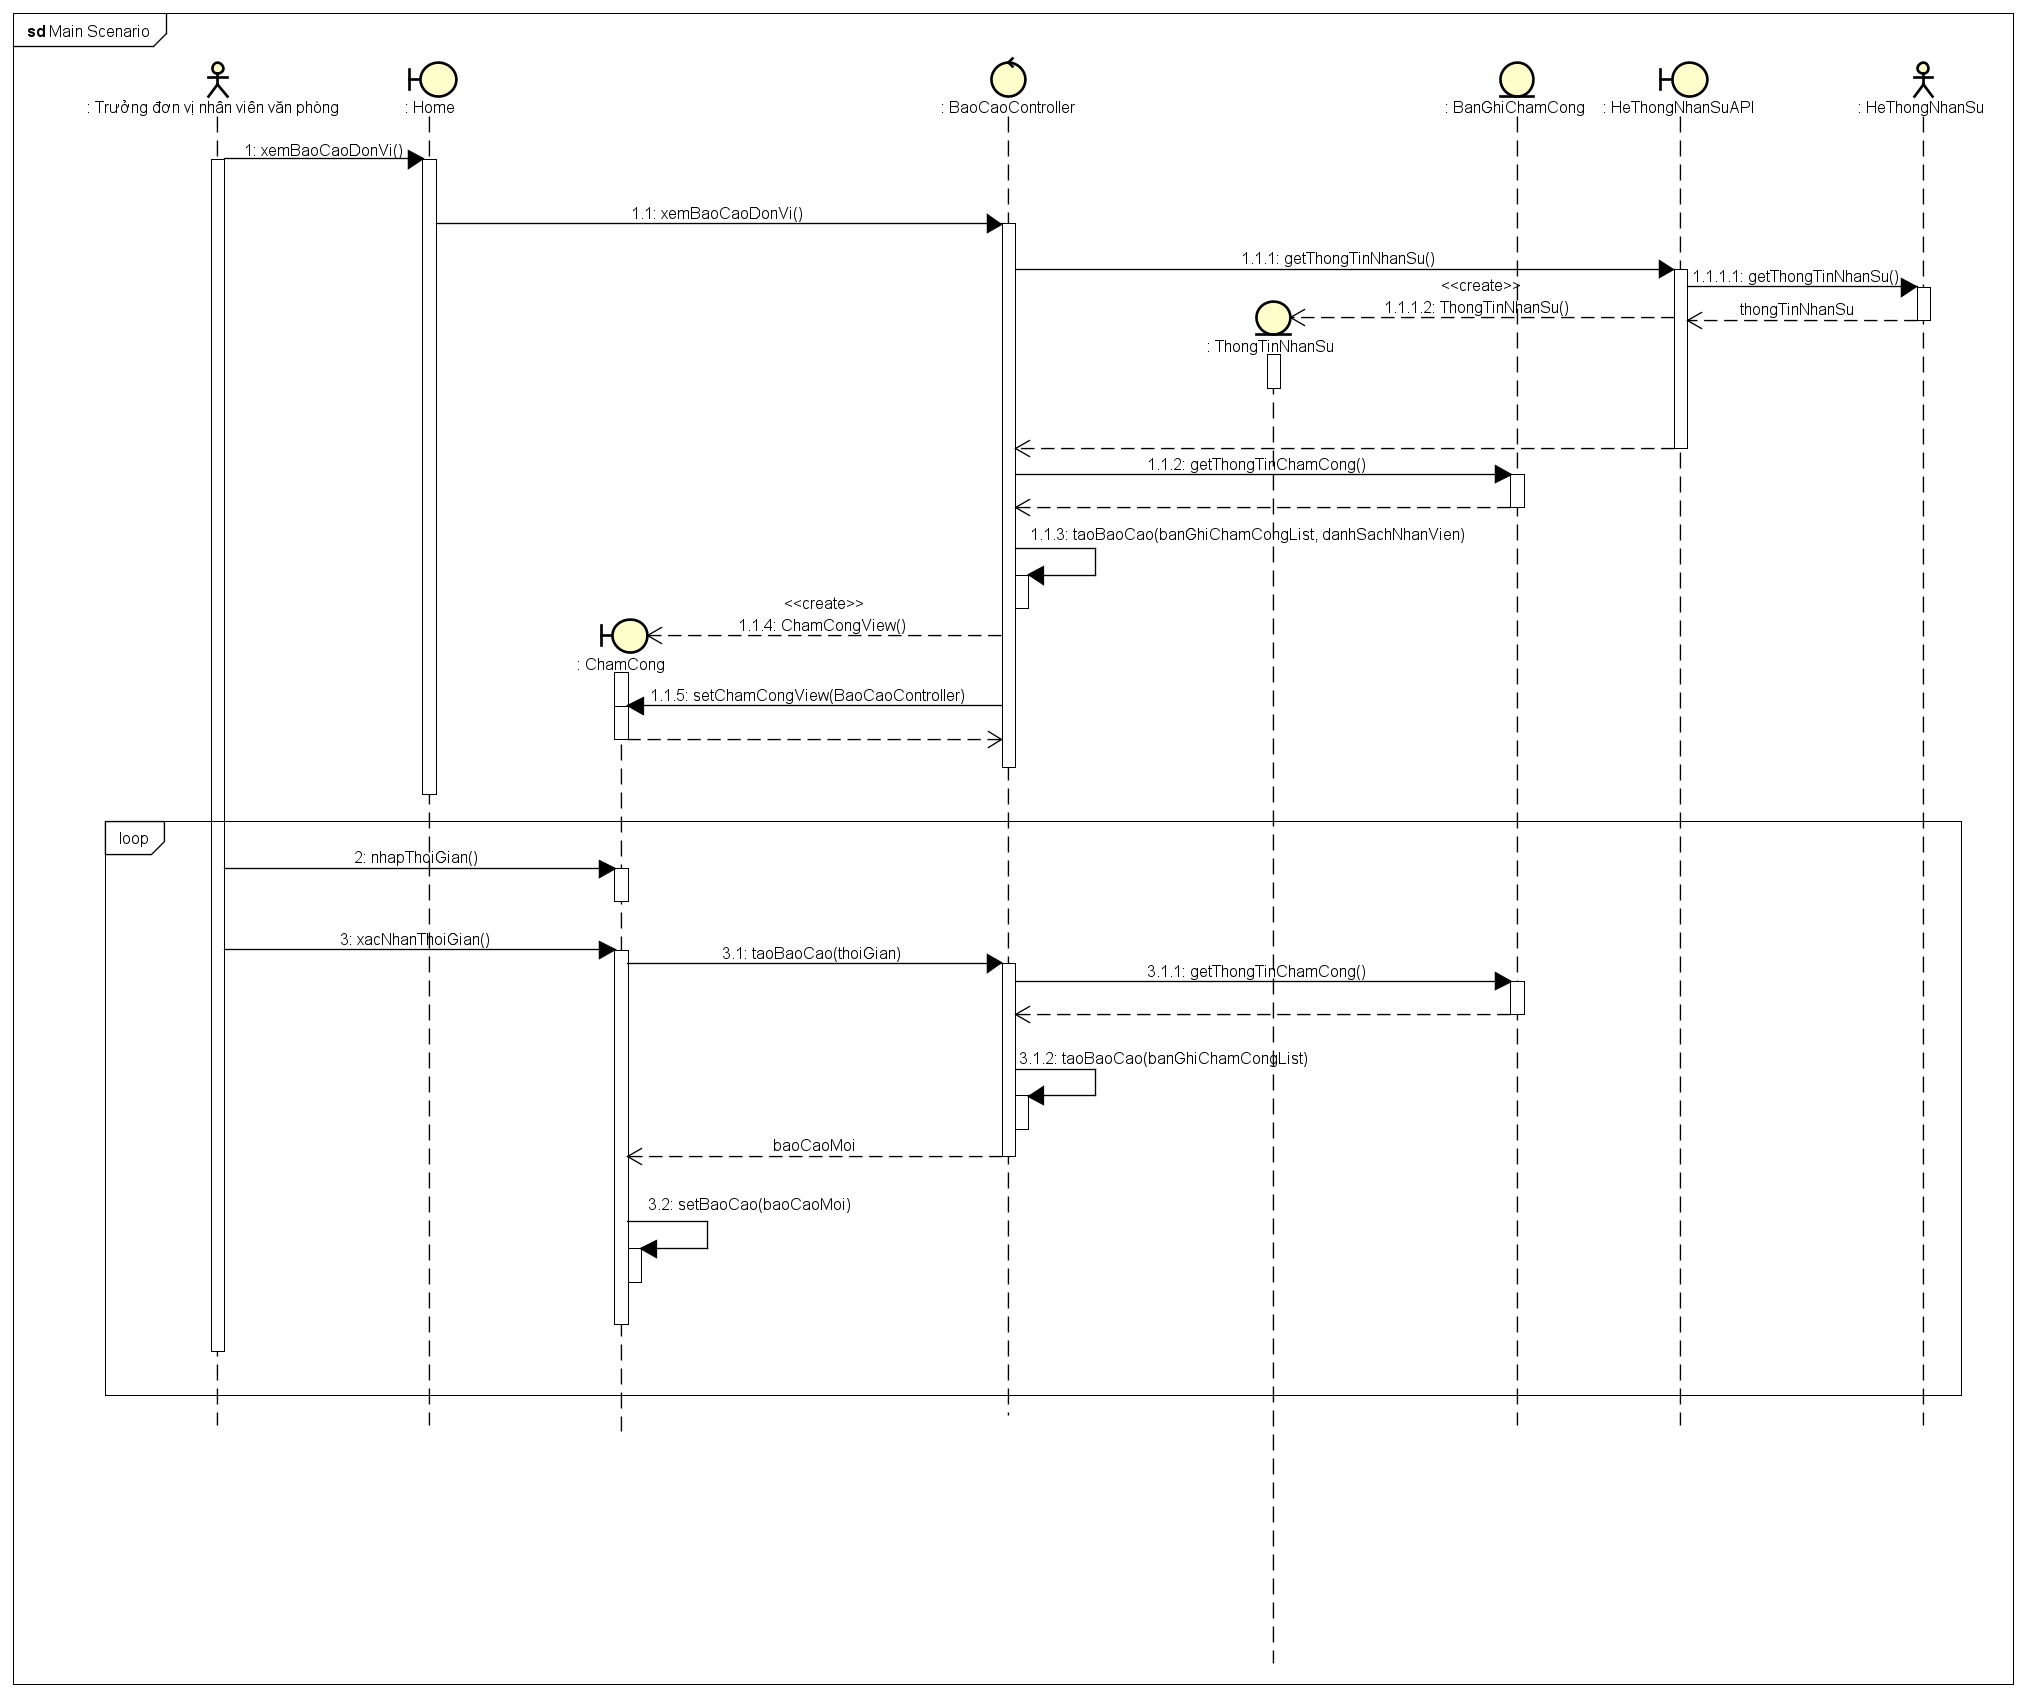 sd Main Scenario
: Trưởng đơn vị nhân viên văn phòng
: Home
: BaoCaoController
: BanGhiChamCong
: HeThongNhanSuAPI
: HeThongNhanSu
1: xemBaoCaoDonVi()
1.1: xemBaoCaoDonVi()
1.1.1: getThongTinNhanSu()
1.1.1.1: getThongTinNhanSu()
<<create>>
1.1.1.2: ThongTinNhanSu()
thongTinNhanSu
: ThongTinNhanSu
1.1.2: getThongTinChamCong()
1.1.3: taoBaoCao(banGhiChamCongList, danhSachNhanVien)
<<create>>
1.1.4: ChamCongView()
: ChamCong
1.1.5: setChamCongView(BaoCaoController)
loop
2: nhapThoiGian()
3: xacNhanThoiGian()
3.1: taoBaoCao(thoiGian)
3.1.1: getThongTinChamCong()
3.1.2: taoBaoCao(banGhiChamCongList)
baoCaoMoi
3.2: setBaoCao(baoCaoMoi)